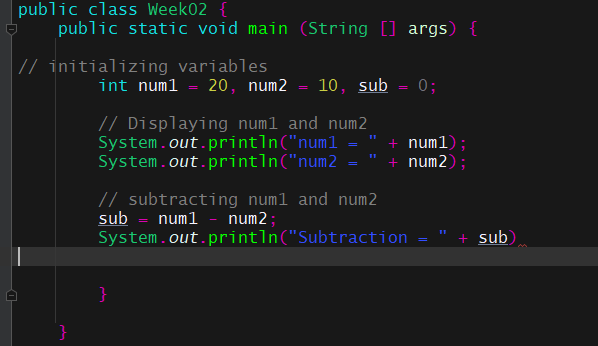 public class Week02 {
    public static void main (String [] args) {
// initializing variables
        int num1 = 20, num2 = 10, sub = 0;
        // Displaying num1 and num2
        System.out.println("num1 = " + num1);
        System.out.println("num2 = " + num2);
        // subtracting num1 and num2
        sub = num1 - num2;
        System.out.println("Subtraction = " + sub)
        }
    }